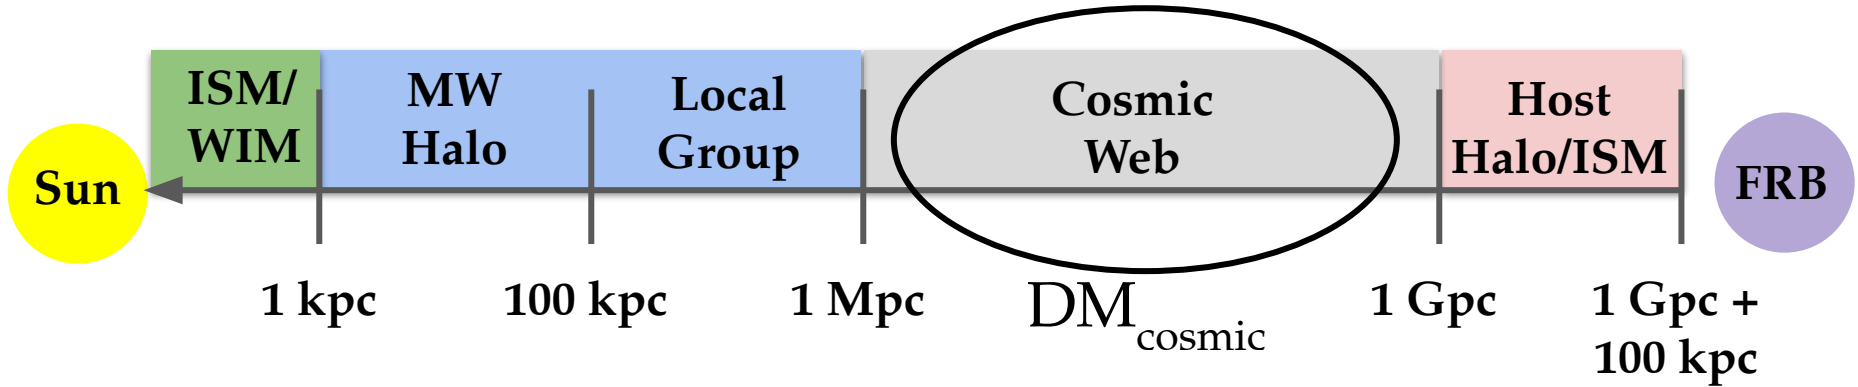 Sun
ISM/
WIM
MW
Halo
Local
Group
Cosmic
Web
Host
Halo/ISM
FRB
1 kpc
100 kpc
1 Mpc
DM_cosmic
1 Gpc
1 Gpc +
100 kpc